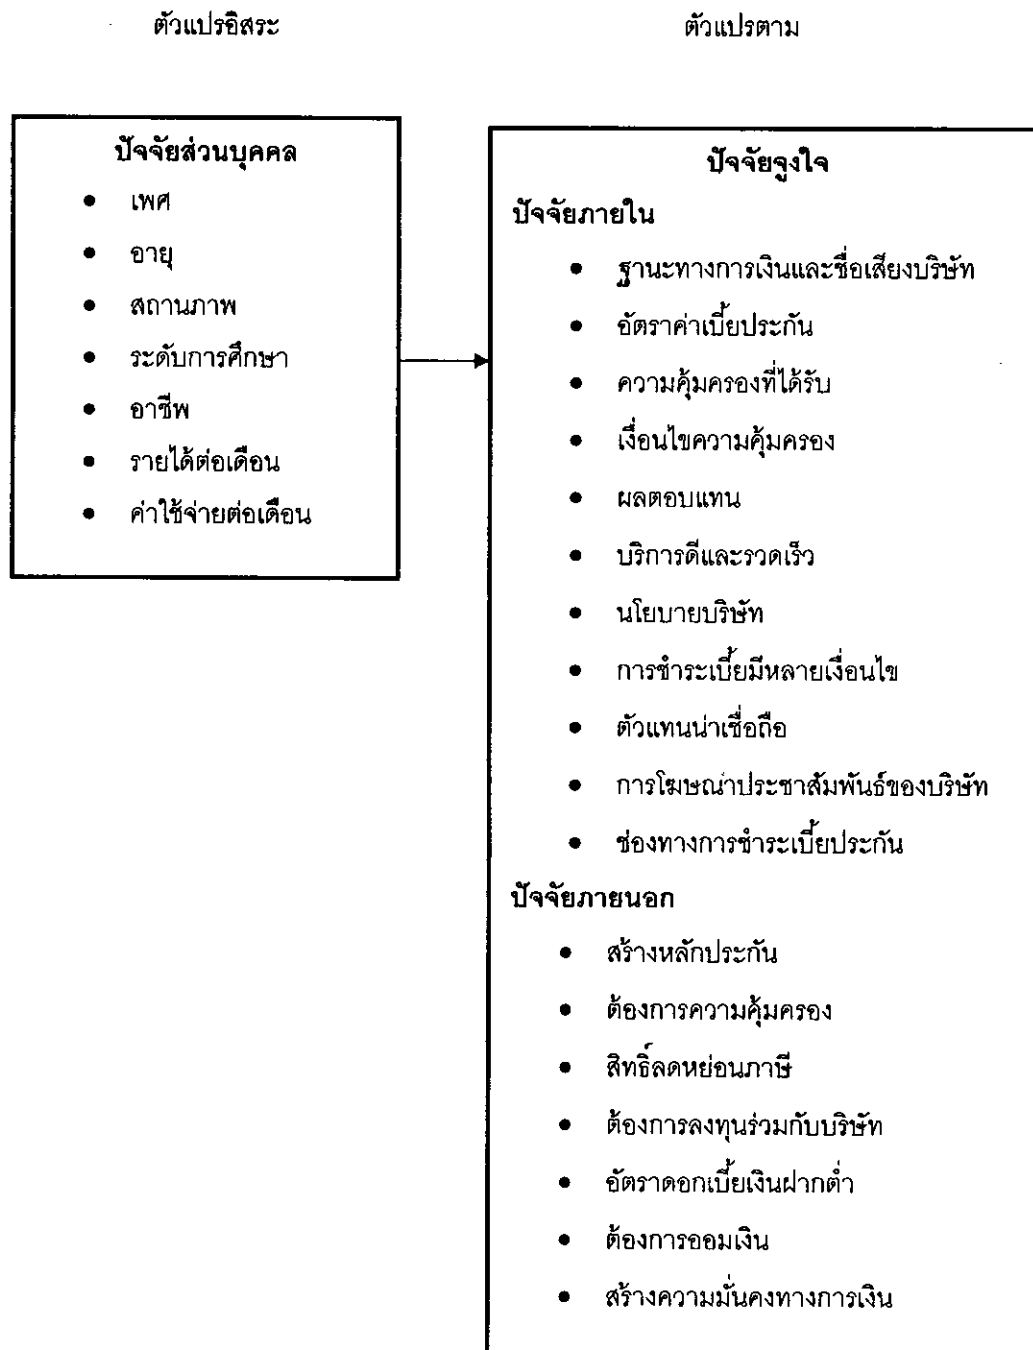 ตัวแปรอิสระ
ตัวแปรตาม
ปัจจัยส่วนบุคคล
• เพศ
• อายุ
• สถานภาพ
• ระดับการศึกษา
• อาชีพ
• รายได้ต่อเดือน
• ค่าใช้จ่ายต่อเดือน
ปัจจัยจูงใจ
ปัจจัยภายใน
• ฐานะทางการเงินและชื่อเสียงบริษัท
• อัตราค่าเบี้ยประกัน
• ความคุ้มครองที่ได้รับ
• เงื่อนไขความคุ้มครอง
• ผลตอบแทน
• บริการดีและรวดเร็ว
• นโยบายบริษัท
• การชำระเบี้ยมีหลายเงื่อนไข
• ตัวแทนน่าเชื่อถือ
• การโฆษณาประชาสัมพันธ์ของบริษัท
• ช่องทางการชำระเบี้ยประกัน
ปัจจัยภายนอก
• สร้างหลักประกัน
• ต้องการความคุ้มครอง
• สิทธิ์ลดหย่อนภาษี
• ต้องการลงทุนร่วมกับบริษัท
• อัตราดอกเบี้ยเงินฝากต่ำ
• ต้องการออมเงิน
• สร้างความมั่นคงทางการเงิน